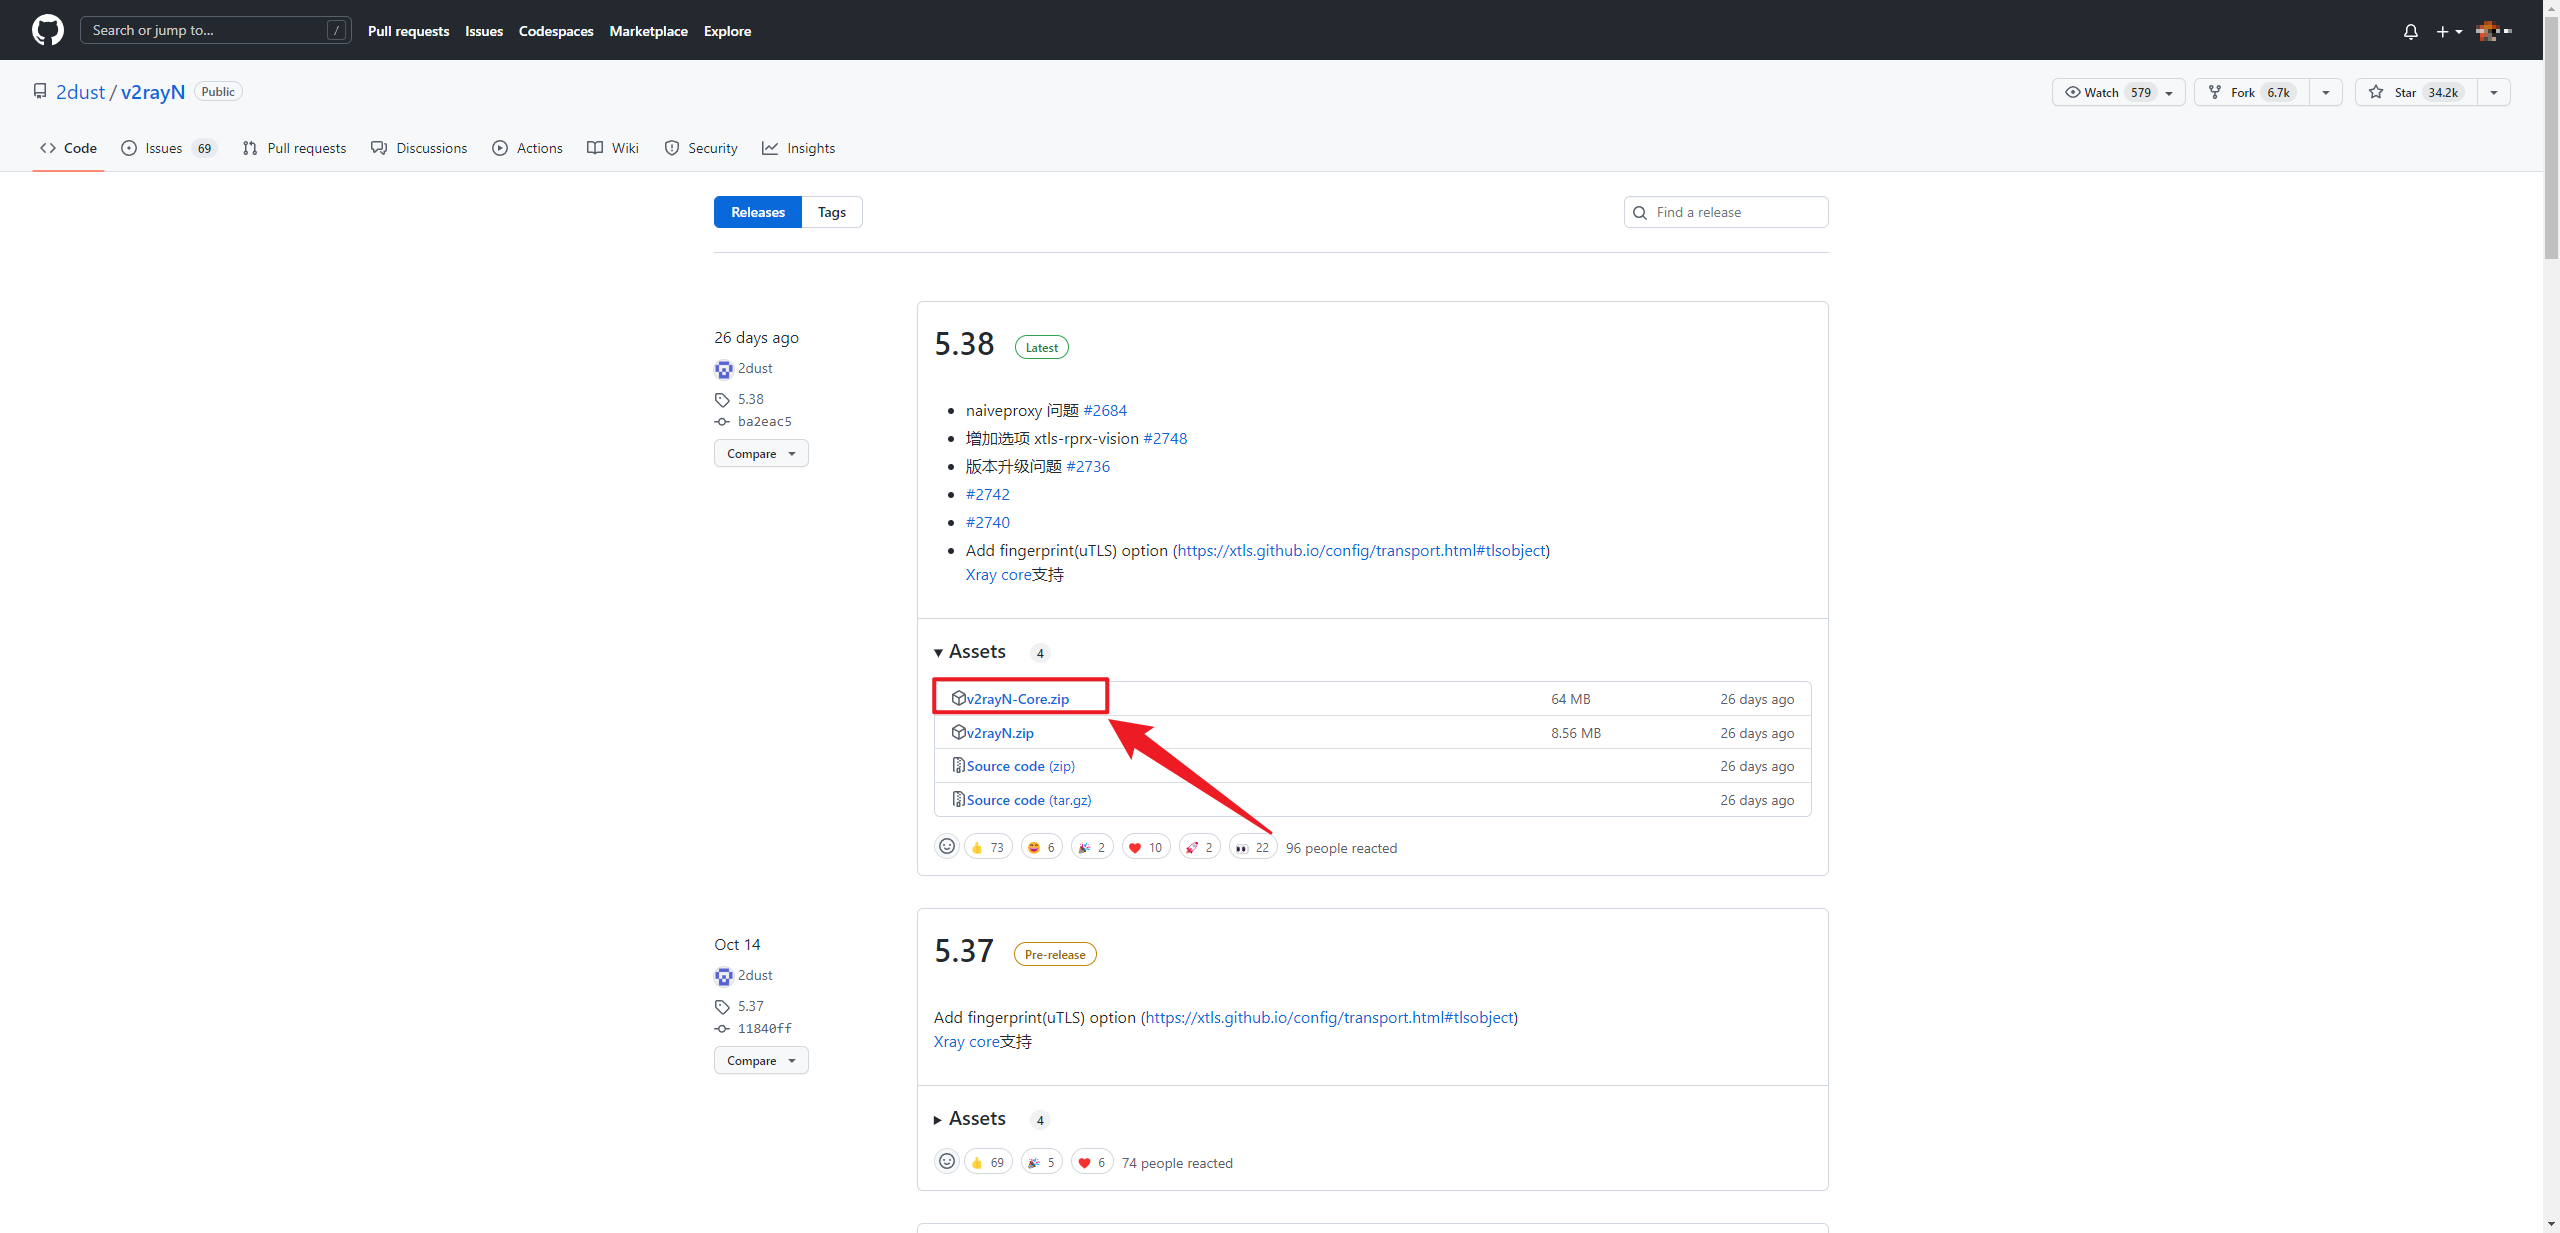 Search or jump to... /
Pull requests Issues Codespaces Marketplace Explore
2dust / v2rayN Public
Watch 579 Fork 6.7k Star 34.2k
Code Issues 69 Pull requests Discussions Actions Wiki Security Insights
Releases Tags
Find a release
26 days ago
2dust
5.38
ba2eac5
Compare
5.38 Latest
naiveproxy 问题 #2684
增加选项 xtls-rprx-vision #2748
版本升级问题 #2736
#2742
#2740
Add fingerprint(uTLS) option (https://xtls.github.io/config/transport.html#tlsobject)
Xray core支持
Assets 4
v2rayN-Core.zip 64 MB 26 days ago
v2rayN.zip 8.56 MB 26 days ago
Source code (zip) 26 days ago
Source code (tar.gz) 26 days ago
73 6 2 10 2 22 96 people reacted
Oct 14
2dust
5.37
11840ff
Compare
5.37 Pre-release
Add fingerprint(uTLS) option (https://xtls.github.io/config/transport.html#tlsobject)
Xray core支持
Assets 4
69 5 6 74 people reacted